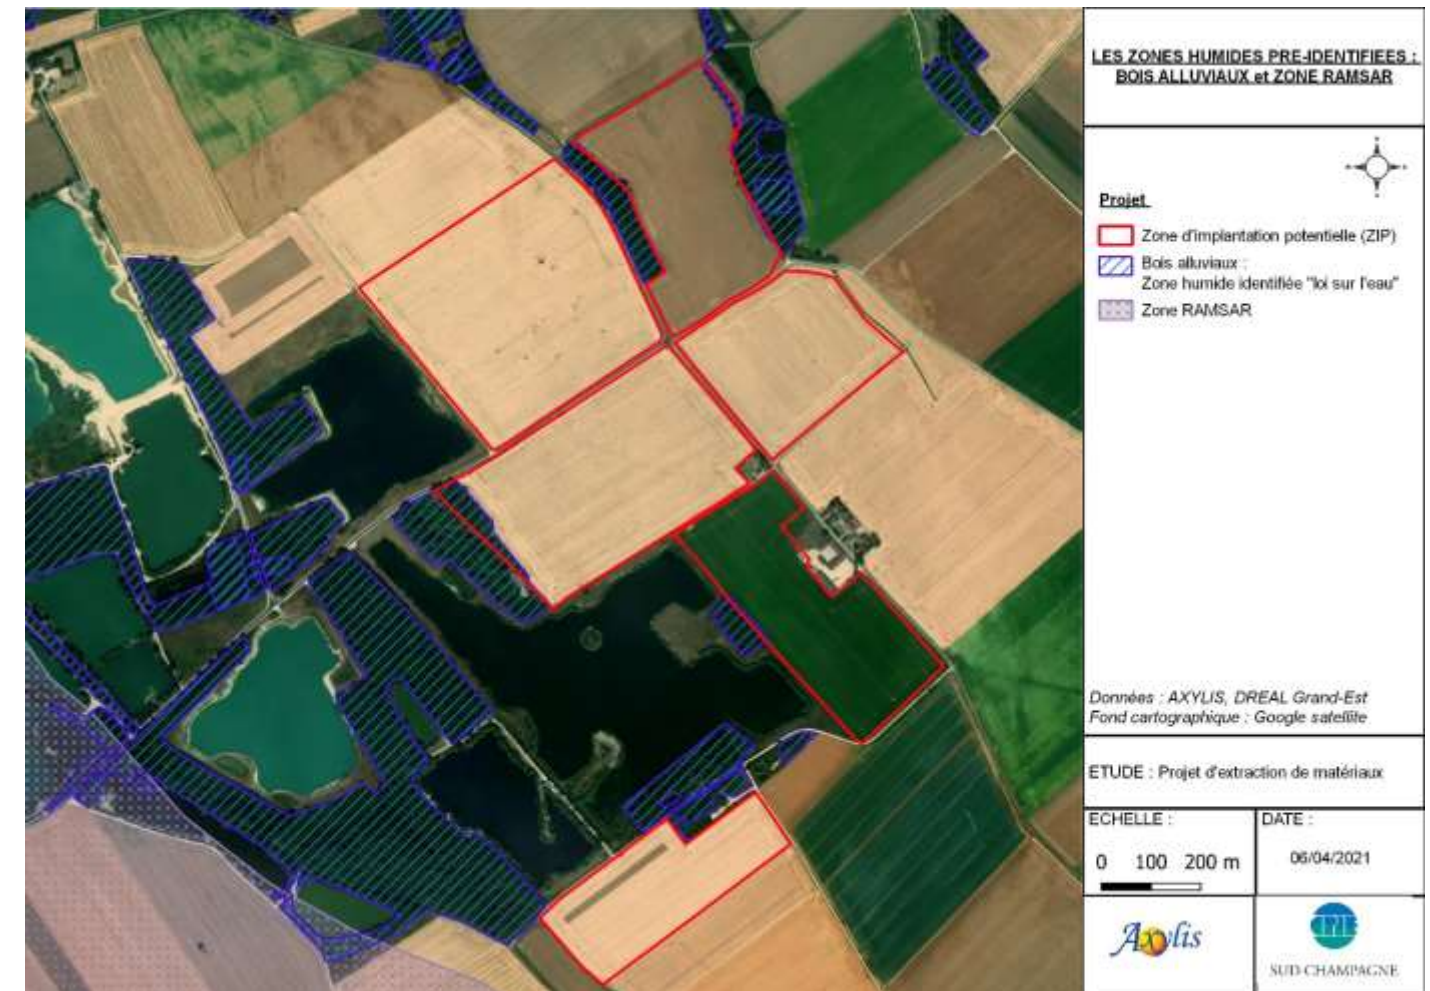 LES ZONES HUMIDES PRE-IDENTIFIEES :
BOIS ALLUVIAUX et ZONE RAMSAR
Projet
Zone d'implantation potentielle (ZIP)
Bois alluviaux :
Zone humide identifiée "loi sur l'eau"
Zone RAMSAR
Données : AXYLIS, DREAL Grand-Est
Fond cartographique : Google satellite
ETUDE : Projet d'extraction de matériaux
ECHELLE :
0 100 200 m
DATE :
06/04/2021
Axylis
CPIE
SUD-CHAMPAGNE